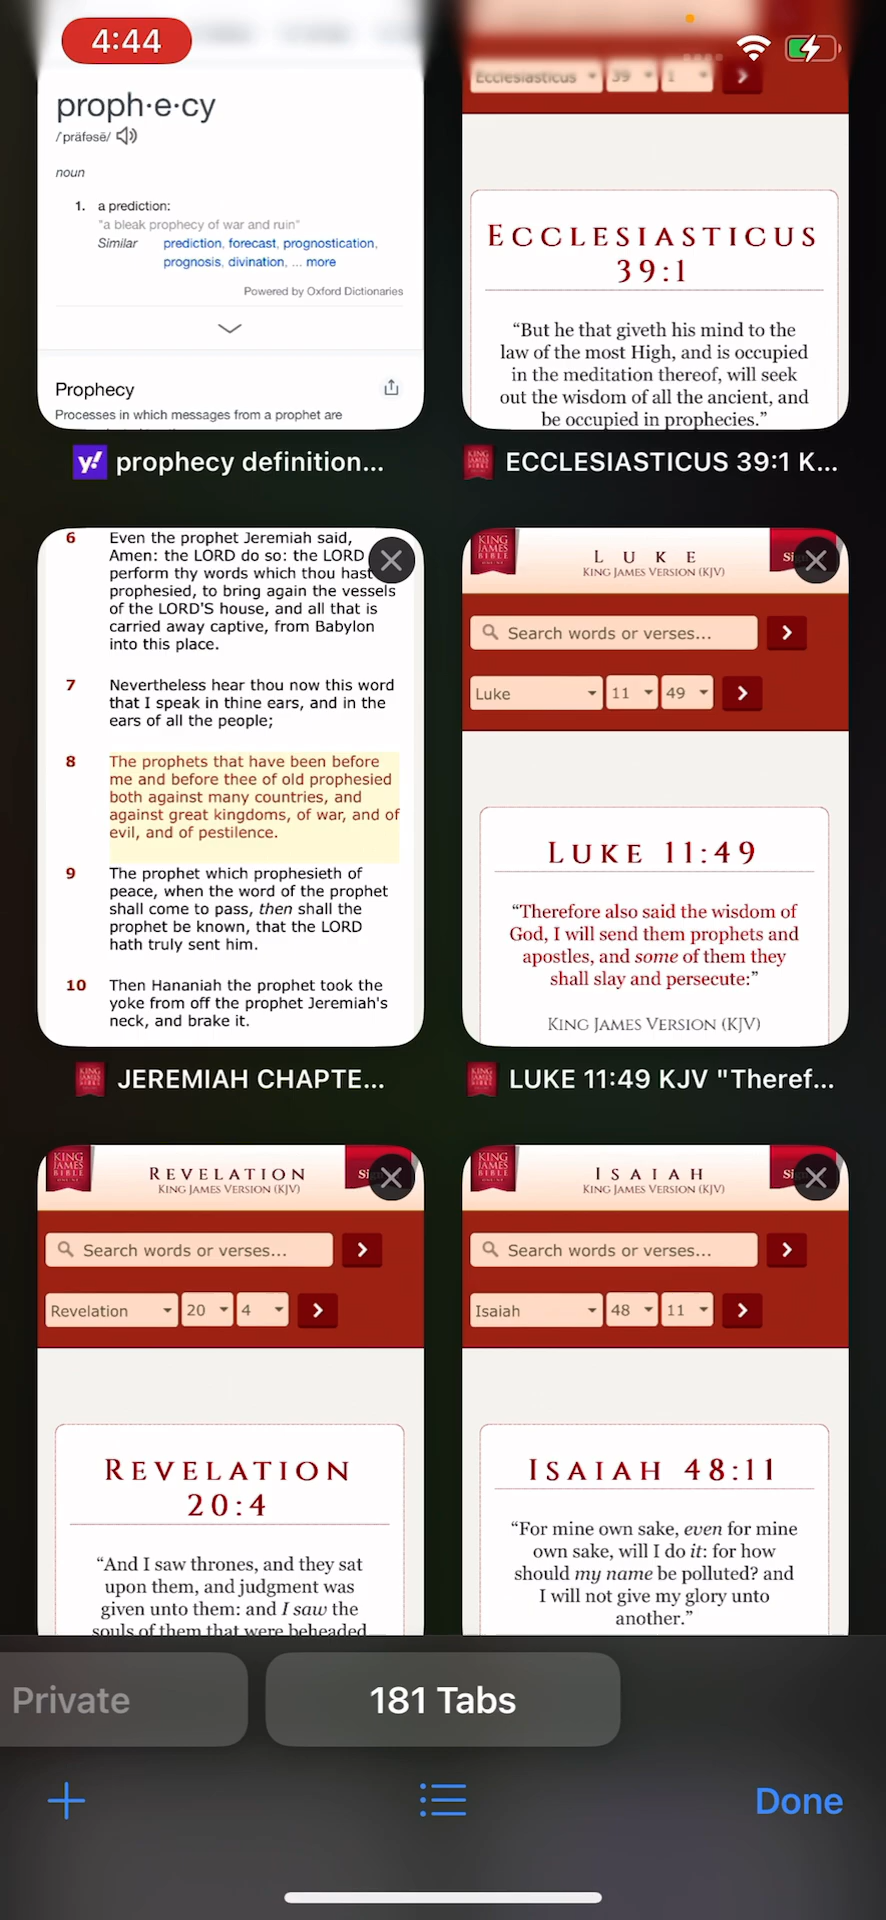 4:44
proph·e·cy
/ˈpräfəsē/
noun
1. a prediction:
"a bleak prophecy of war and ruin"
Similar prediction, forecast, prognostication,
prognosis, divination, ... more
Powered by Oxford Dictionaries
Prophecy
Processes in which messages from a prophet are
y! prophecy definition...
Ecclesiasticus 39 1
ECCLESIASTICUS
39:1
“But he that giveth his mind to the
law of the most High, and is occupied
in the meditation thereof, will seek
out the wisdom of all the ancient, and
be occupied in prophecies.”
KING JAMES BIBLE
ECCLESIASTICUS 39:1 K...
6 Even the prophet Jeremiah said,
Amen: the LORD do so: the LORD
perform thy words which thou hast
prophesied, to bring again the vessels
of the LORD'S house, and all that is
carried away captive, from Babylon
into this place.
7 Nevertheless hear thou now this word
that I speak in thine ears, and in the
ears of all the people;
8 The prophets that have been before
me and before thee of old prophesied
both against many countries, and
against great kingdoms, of war, and of
evil, and of pestilence.
9 The prophet which prophesieth of
peace, when the word of the prophet
shall come to pass, then shall the
prophet be known, that the LORD
hath truly sent him.
10 Then Hananiah the prophet took the
yoke from off the prophet Jeremiah's
neck, and brake it.
KING JAMES BIBLE
JEREMIAH CHAPTE...
KING
JAMES
BIBLE
LUKE
KING JAMES VERSION (KJV)
Search words or verses...
Luke 11 49
LUKE 11:49
“Therefore also said the wisdom of
God, I will send them prophets and
apostles, and some of them they
shall slay and persecute:”
KING JAMES VERSION (KJV)
KING JAMES BIBLE
LUKE 11:49 KJV "Theref...
KING
JAMES
BIBLE
REVELATION
KING JAMES VERSION (KJV)
Search words or verses...
Revelation 20 4
REVELATION
20:4
“And I saw thrones, and they sat
upon them, and judgment was
given unto them: and I saw the
souls of them that were beheaded
KING
JAMES
BIBLE
ISAIAH
KING JAMES VERSION (KJV)
Search words or verses...
Isaiah 48 11
ISAIAH 48:11
“For mine own sake, even for mine
own sake, will I do it: for how
should my name be polluted? and
I will not give my glory unto
another.”
Private
181 Tabs
Done